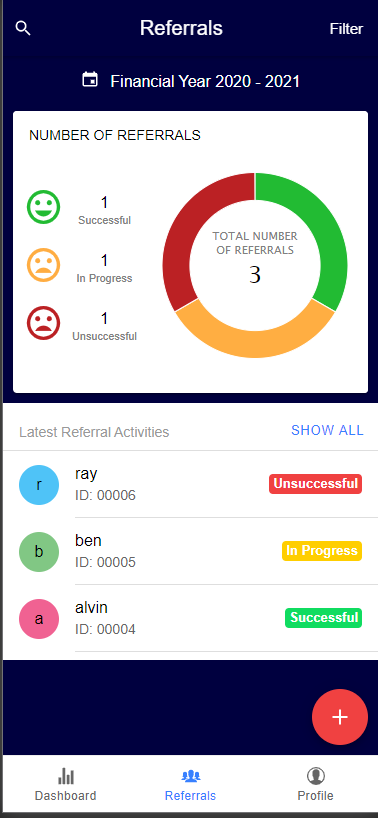 Referrals
Filter
Financial Year 2020 - 2021
NUMBER OF REFERRALS
1
Successful
1
In Progress
1
Unsuccessful
TOTAL NUMBER
OF REFERRALS
3
Latest Referral Activities
SHOW ALL
r
ray
ID: 00006
Unsuccessful
b
ben
ID: 00005
In Progress
a
alvin
ID: 00004
Successful
+
Dashboard
Referrals
Profile